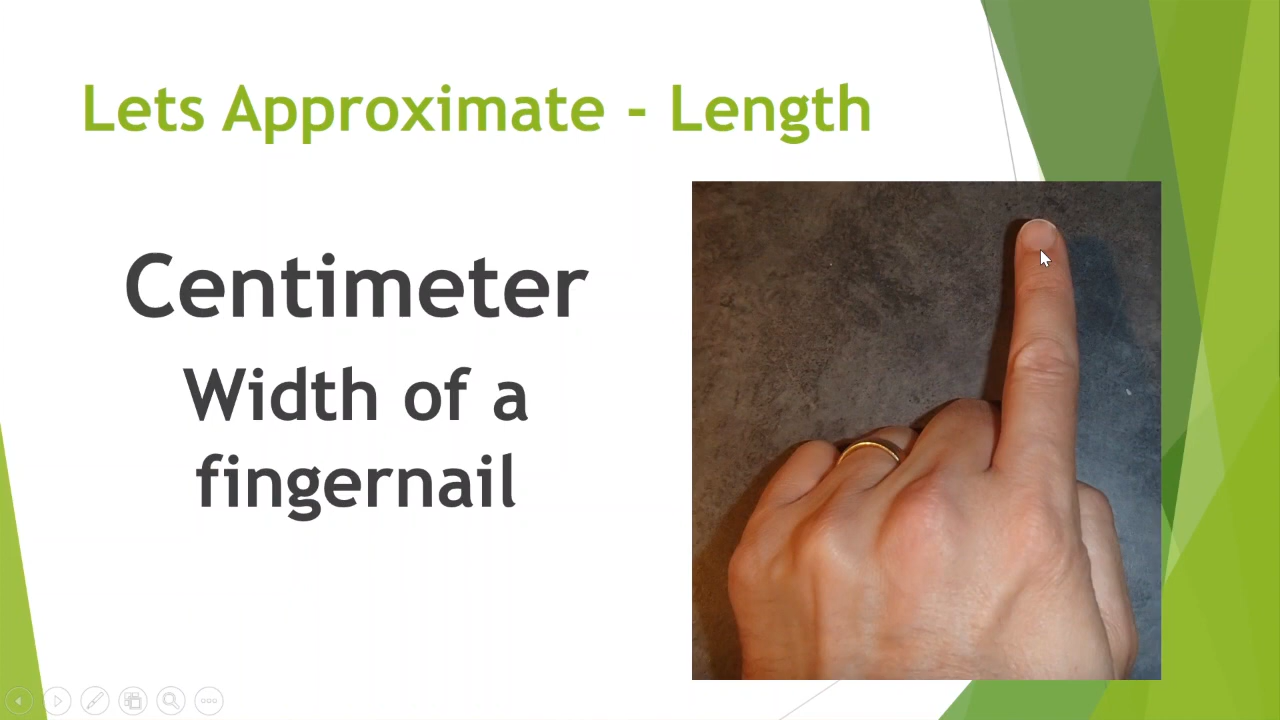 Lets Approximate - Length
Centimeter
Width of a
fingernail